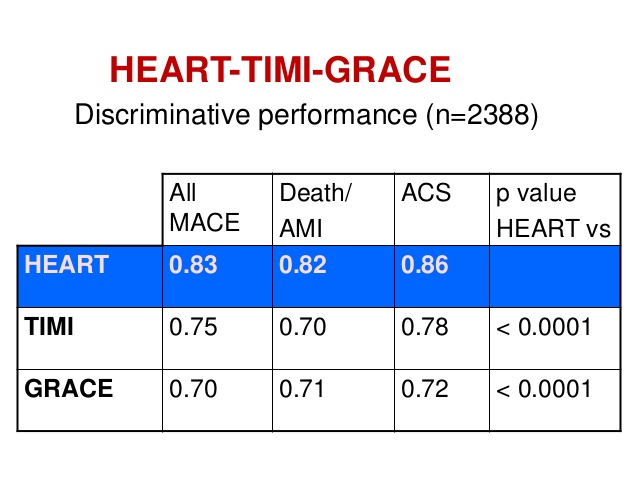 HEART-TIMI-GRACE
Discriminative performance (n=2388)
All MACE Death/ AMI ACS p value HEART vs
HEART 0.83 0.82 0.86
TIMI 0.75 0.70 0.78 < 0.0001
GRACE 0.70 0.71 0.72 < 0.0001